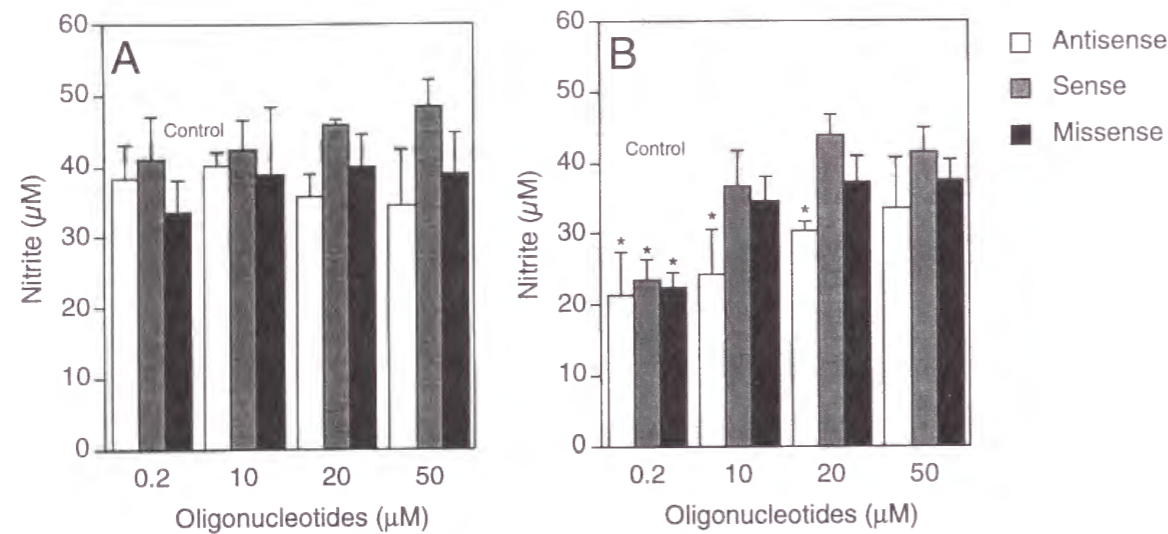 A
60
50
40
30
20
10
0
Nitrite (µM)
Control
0.2 10 20 50
Oligonucleotides (µM)
B
60
50
40
30
20
10
0
Nitrite (µM)
Control
* * * * *
0.2 10 20 50
Oligonucleotides (µM)
Antisense
Sense
Missense